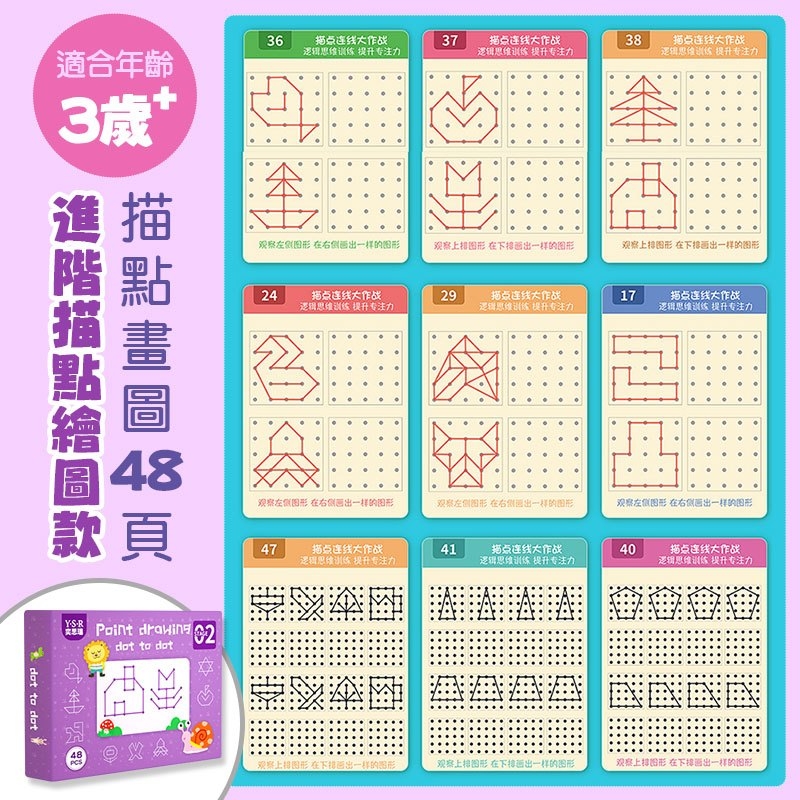 適合年齡
3歲+
描點畫圖48頁
進階描點繪圖款
36
描点连线大作战
逻辑思维训练 提升专注力
观察左侧图形 在右侧画出一样的图形
37
描点连线大作战
逻辑思维训练 提升专注力
观察上排图形 在下排画出一样的图形
38
描点连线大作战
逻辑思维训练 提升专注力
观察上排图形 在下排画出一样的图形
24
描点连线大作战
逻辑思维训练 提升专注力
观察左侧图形 在右侧画出一样的图形
29
描点连线大作战
逻辑思维训练 提升专注力
观察左侧图形 在右侧画出一样的图形
17
描点连线大作战
逻辑思维训练 提升专注力
观察左侧图形 在右侧画出一样的图形
47
描点连线大作战
逻辑思维训练 提升专注力
观察上排图形 在下排画出一样的图形
41
描点连线大作战
逻辑思维训练 提升专注力
观察上排图形 在下排画出一样的图形
40
描点连线大作战
逻辑思维训练 提升专注力
观察上排图形 在下排画出一样的图形
Y·S·R
奕思瑞
Point drawing
dot to dot
02
dot to dot
48
PCS